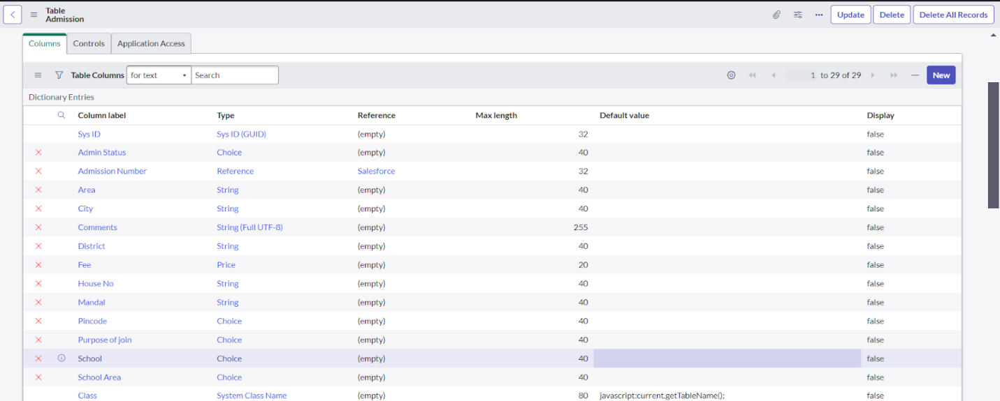 Table
Admission
Update Delete Delete All Records
Columns Controls Application Access
Table Columns for text Search 1 to 29 of 29 New
Dictionary Entries
Column label Type Reference Max length Default value Display
Sys ID Sys ID (GUID) (empty) 32 false
Admin Status Choice (empty) 40 false
Admission Number Reference Salesforce 32 false
Area String (empty) 40 false
City String (empty) 40 false
Comments String (Full UTF-8) (empty) 255 false
District String (empty) 40 false
Fee Price (empty) 20 false
House No String (empty) 40 false
Mandal String (empty) 40 false
Pincode Choice (empty) 40 false
Purpose of join Choice (empty) 40 false
School Choice (empty) 40 false
School Area Choice (empty) 40 false
Class System Class Name (empty) 80 javascript:current.getTableName(); false